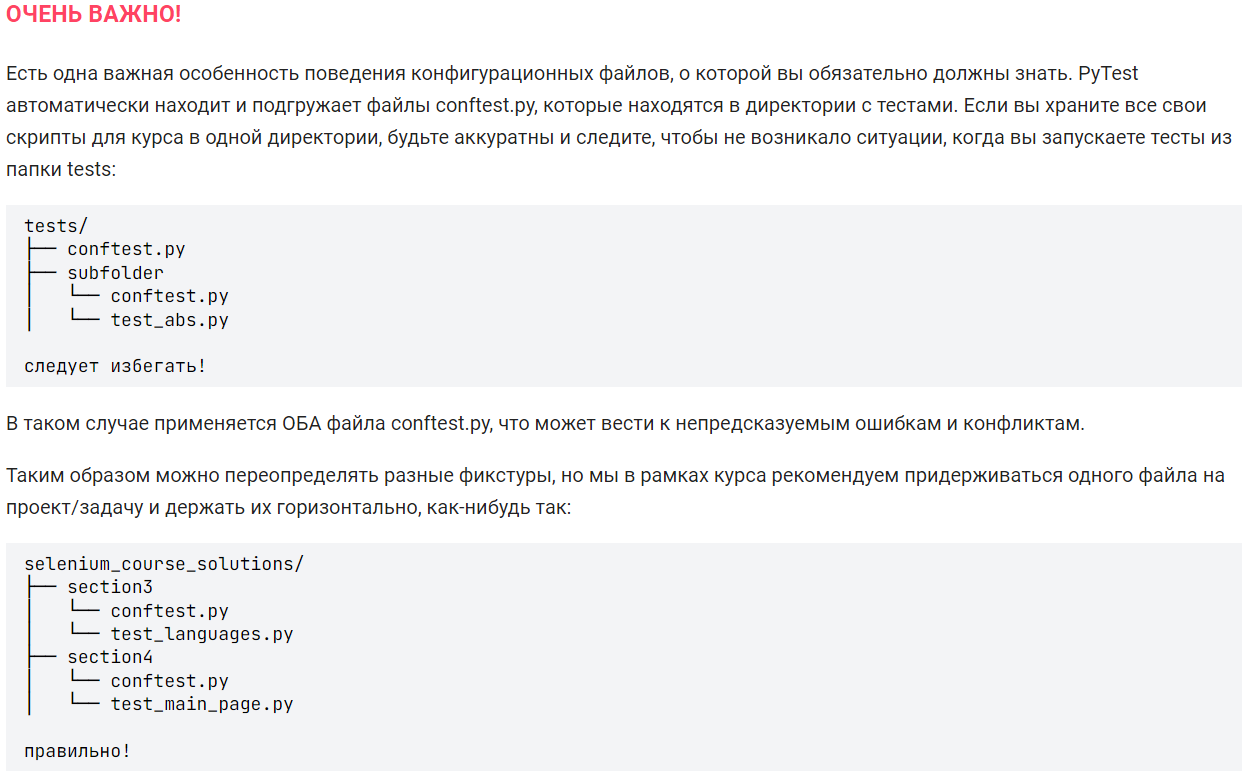 ОЧЕНЬ ВАЖНО!
Есть одна важная особенность поведения конфигурационных файлов, о которой вы обязательно должны знать. PyTest
автоматически находит и подгружает файлы conftest.py, которые находятся в директории с тестами. Если вы храните все свои
скрипты для курса в одной директории, будьте аккуратны и следите, чтобы не возникало ситуации, когда вы запускаете тесты из
папки tests:
tests/
├── conftest.py
├── subfolder
│   └── conftest.py
│   └── test_abs.py
следует избегать!
В таком случае применяется ОБА файла conftest.py, что может вести к непредсказуемым ошибкам и конфликтам.
Таким образом можно переопределять разные фикстуры, но мы в рамках курса рекомендуем придерживаться одного файла на
проект/задачу и держать их горизонтально, как-нибудь так:
selenium_course_solutions/
├── section3
│   └── conftest.py
│   └── test_languages.py
├── section4
│   └── conftest.py
│   └── test_main_page.py
правильно!